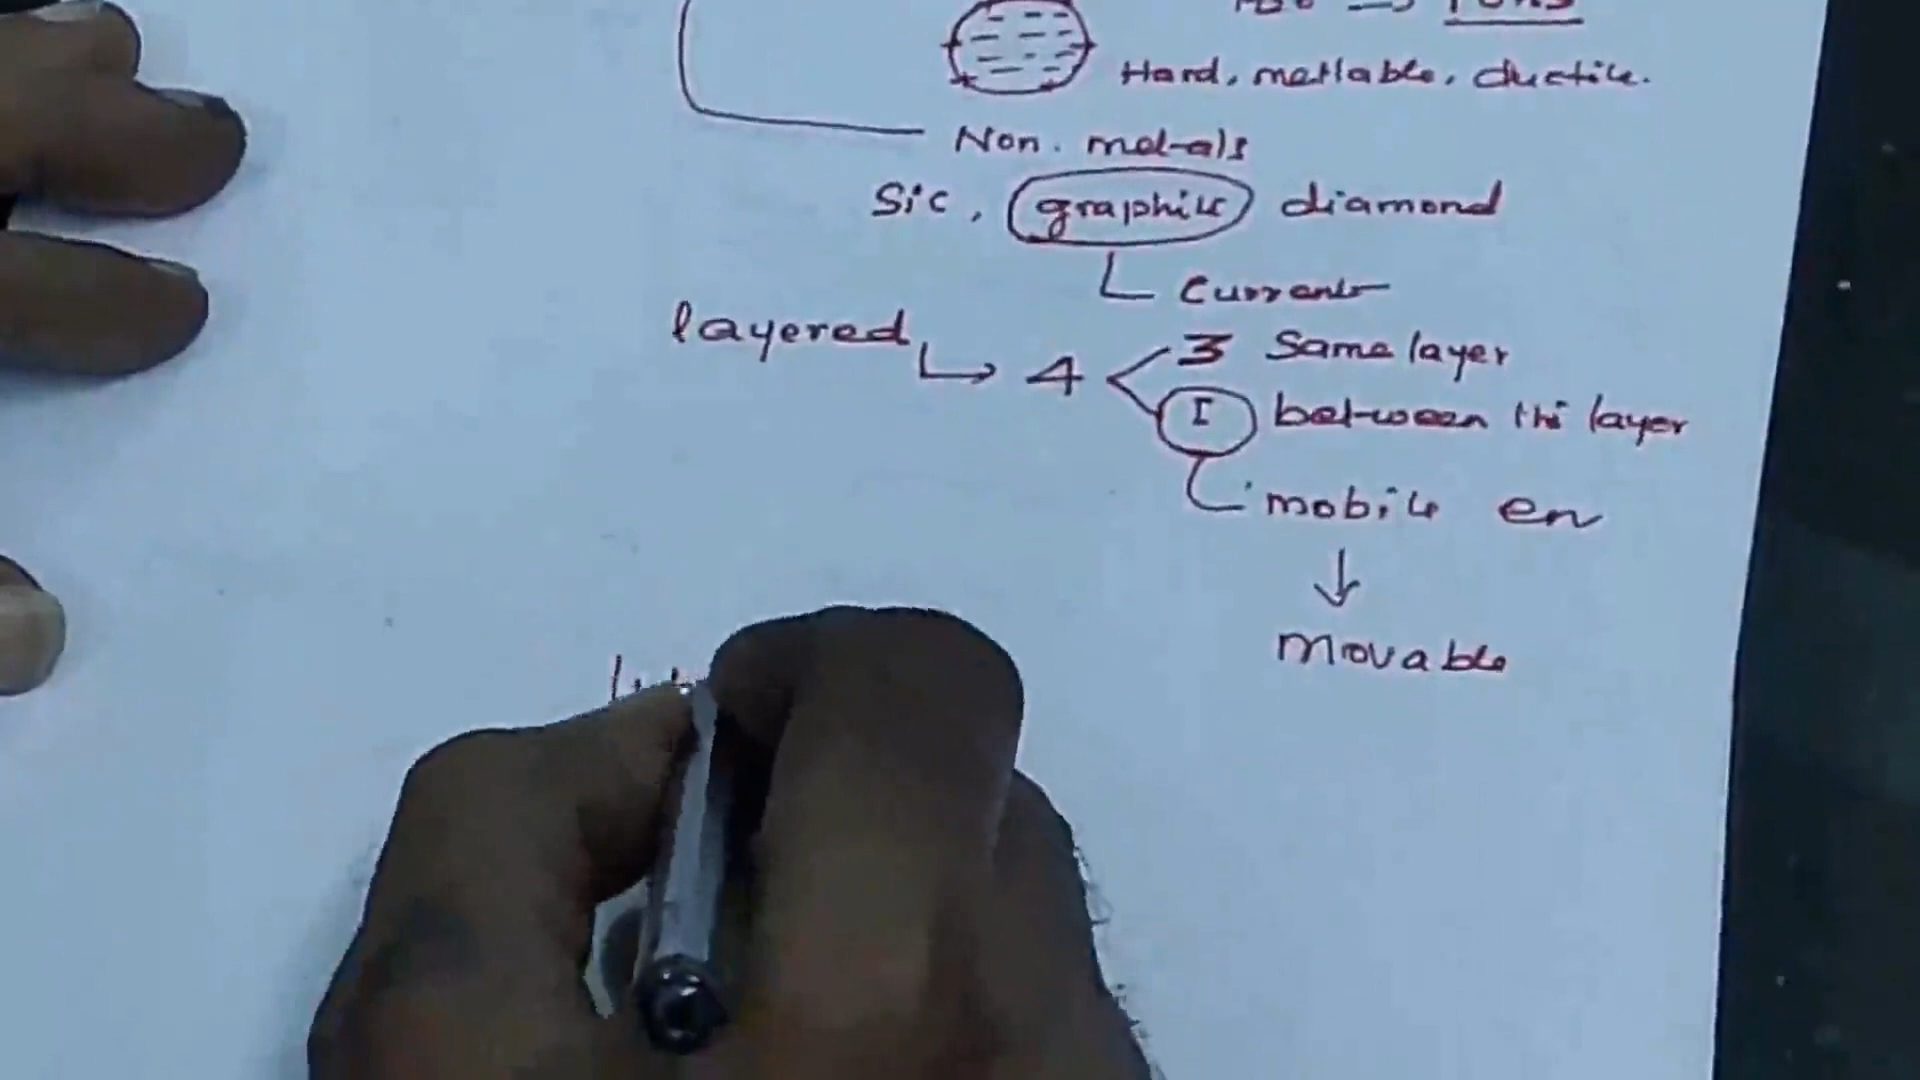 Hard, mellable, ductile.
Non. metals
Sic, graphite diamond
Current
layered
4
3 Same layer
I between the layer
mobile en
Movable